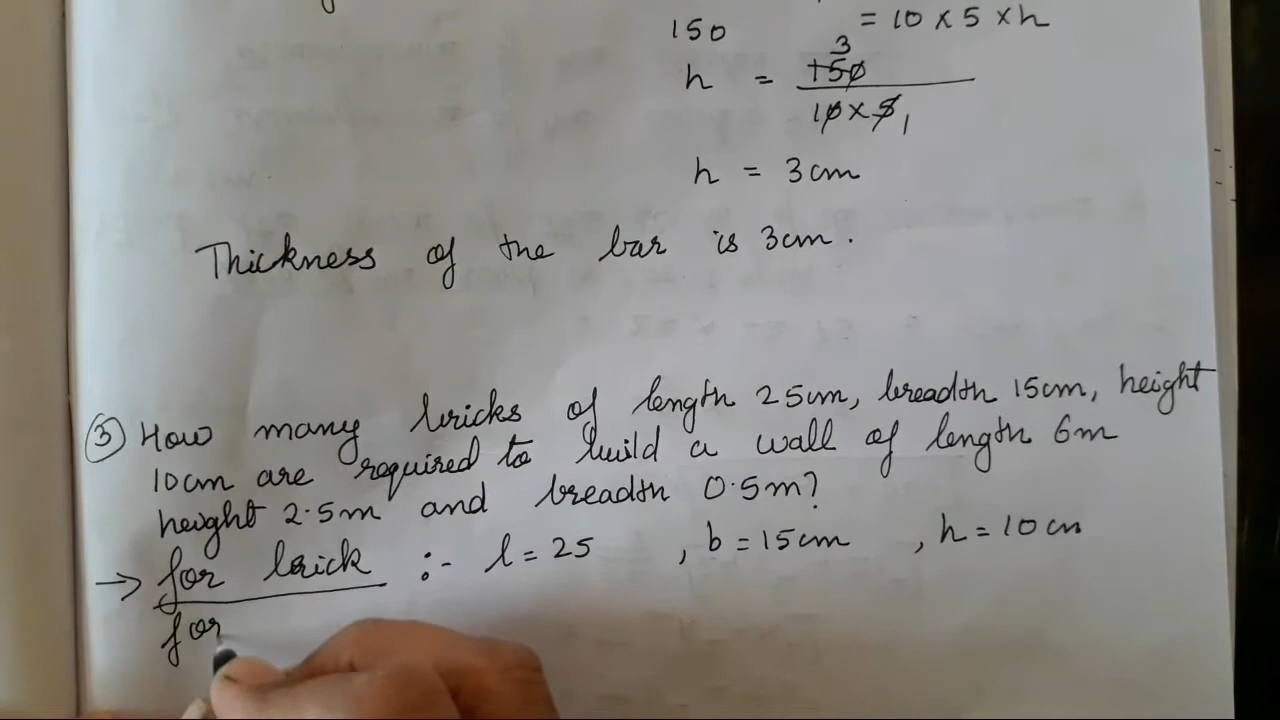 150 = 10 x 5 x h
3
h = 150
10 x 5 1
h = 3cm
Thickness of the bar is 3cm.
③ How many bricks of length 25cm, breadth 15cm, height
10cm are required to build a wall of length 6m
height 2.5m and breadth 0.5m?
→ for brick :- l = 25 , b = 15cm , h = 10cm
for